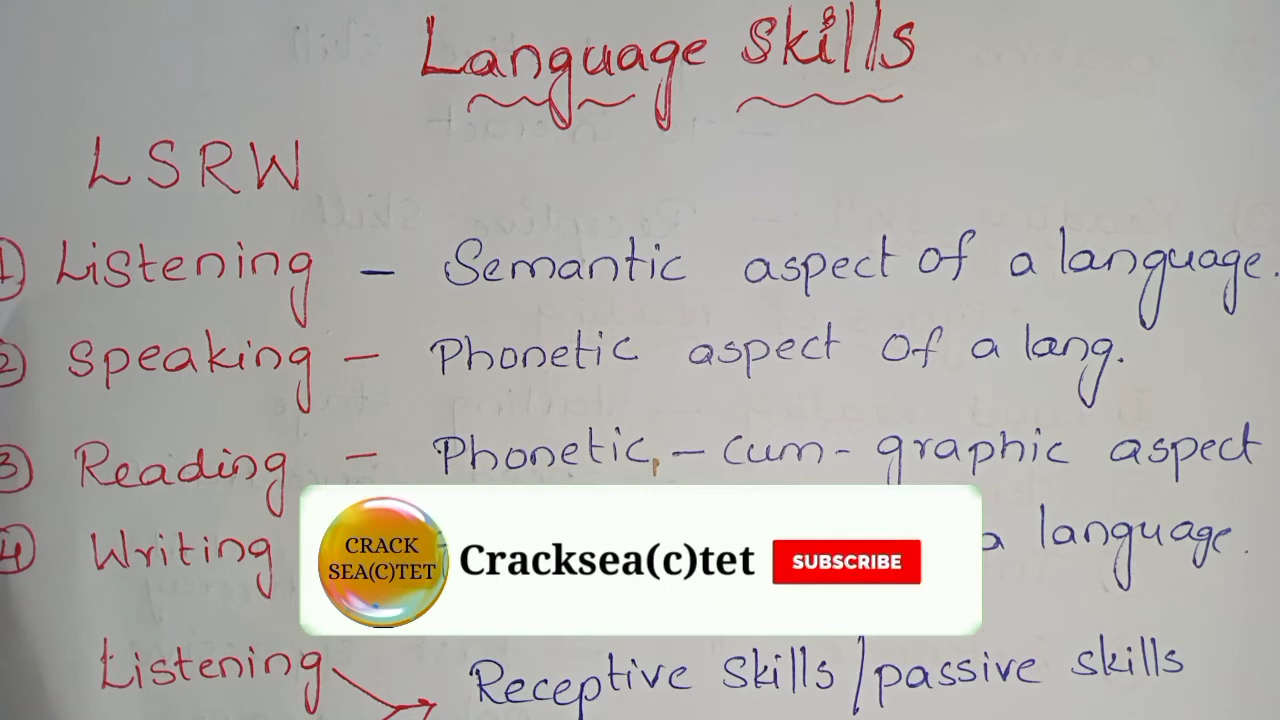 Language Skills
LSRW
① Listening - Semantic aspect of a language.
② Speaking - Phonetic aspect of a lang.
③ Reading - Phonetic, - cum - graphic aspect
④ Writing a language.
CRACK
SEA(C)TET
Cracksea(c)tet
SUBSCRIBE
Listening Receptive skills / passive skills